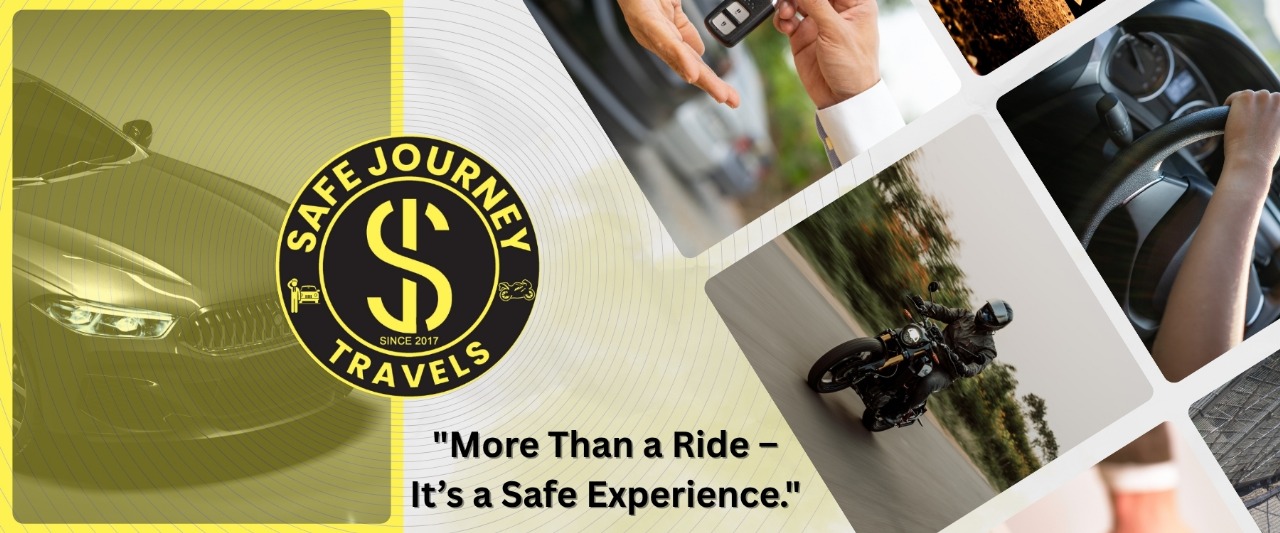 SAFE JOURNEY
SINCE 2017
TRAVELS
"More Than a Ride –
It’s a Safe Experience."